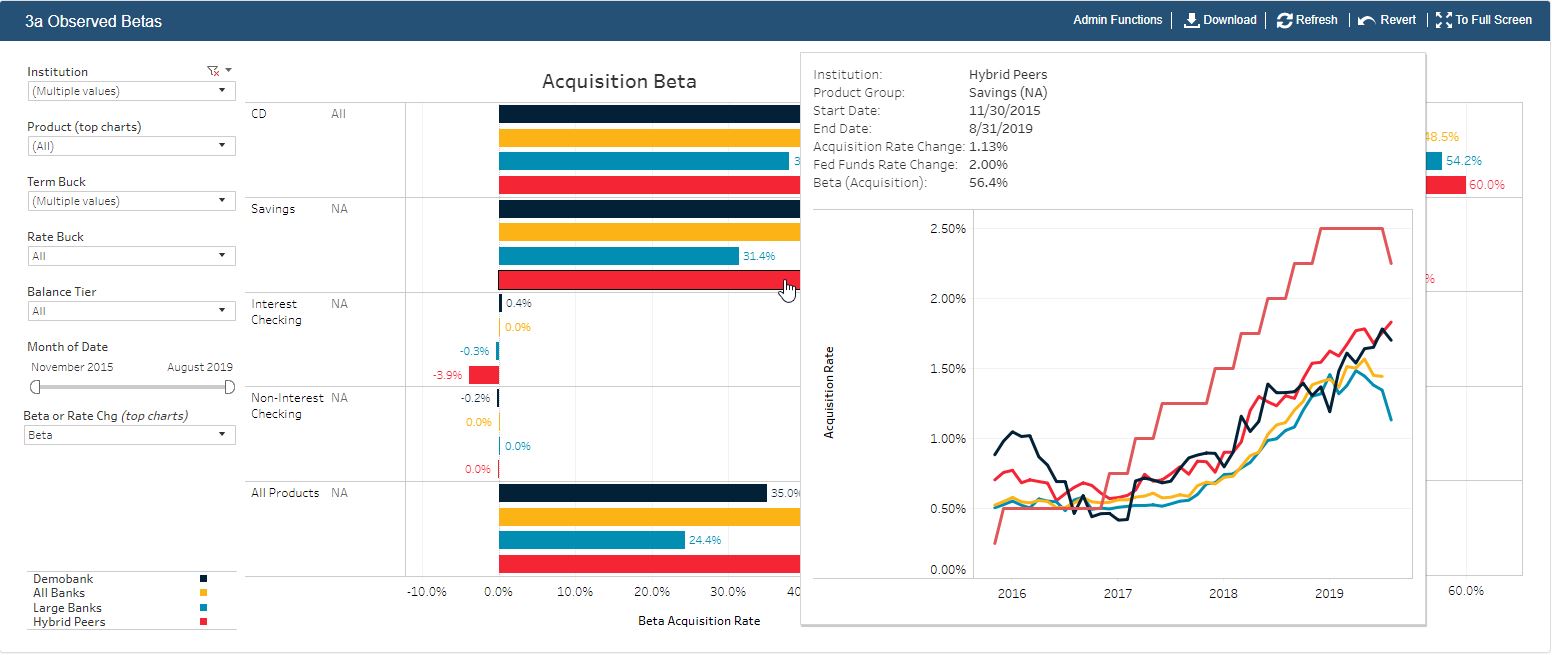 3a Observed Betas
Admin Functions
Download
Refresh
Revert
To Full Screen
Institution
(Multiple values)
Product (top charts)
(All)
Term Buck
(Multiple values)
Rate Buck
All
Balance Tier
All
Month of Date
November 2015 August 2019
Beta or Rate Chg (top charts)
Beta
Demobank
All Banks
Large Banks
Hybrid Peers
Acquisition Beta
CD All
3
Savings NA
31.4%
Interest Checking NA
0.4%
0.0%
-0.3%
-3.9%
Non-Interest Checking NA
-0.2%
0.0%
0.0%
0.0%
All Products NA
35.0%
24.4%
-10.0% 0.0% 10.0% 20.0% 30.0% 40
Beta Acquisition Rate
Institution: Hybrid Peers
Product Group: Savings (NA)
Start Date: 11/30/2015
End Date: 8/31/2019
Acquisition Rate Change: 1.13%
Fed Funds Rate Change: 2.00%
Beta (Acquisition): 56.4%
2.50%
2.00%
1.50%
1.00%
0.50%
0.00%
Acquisition Rate
2016 2017 2018 2019
48.5%
54.2%
60.0%
%
60.0%